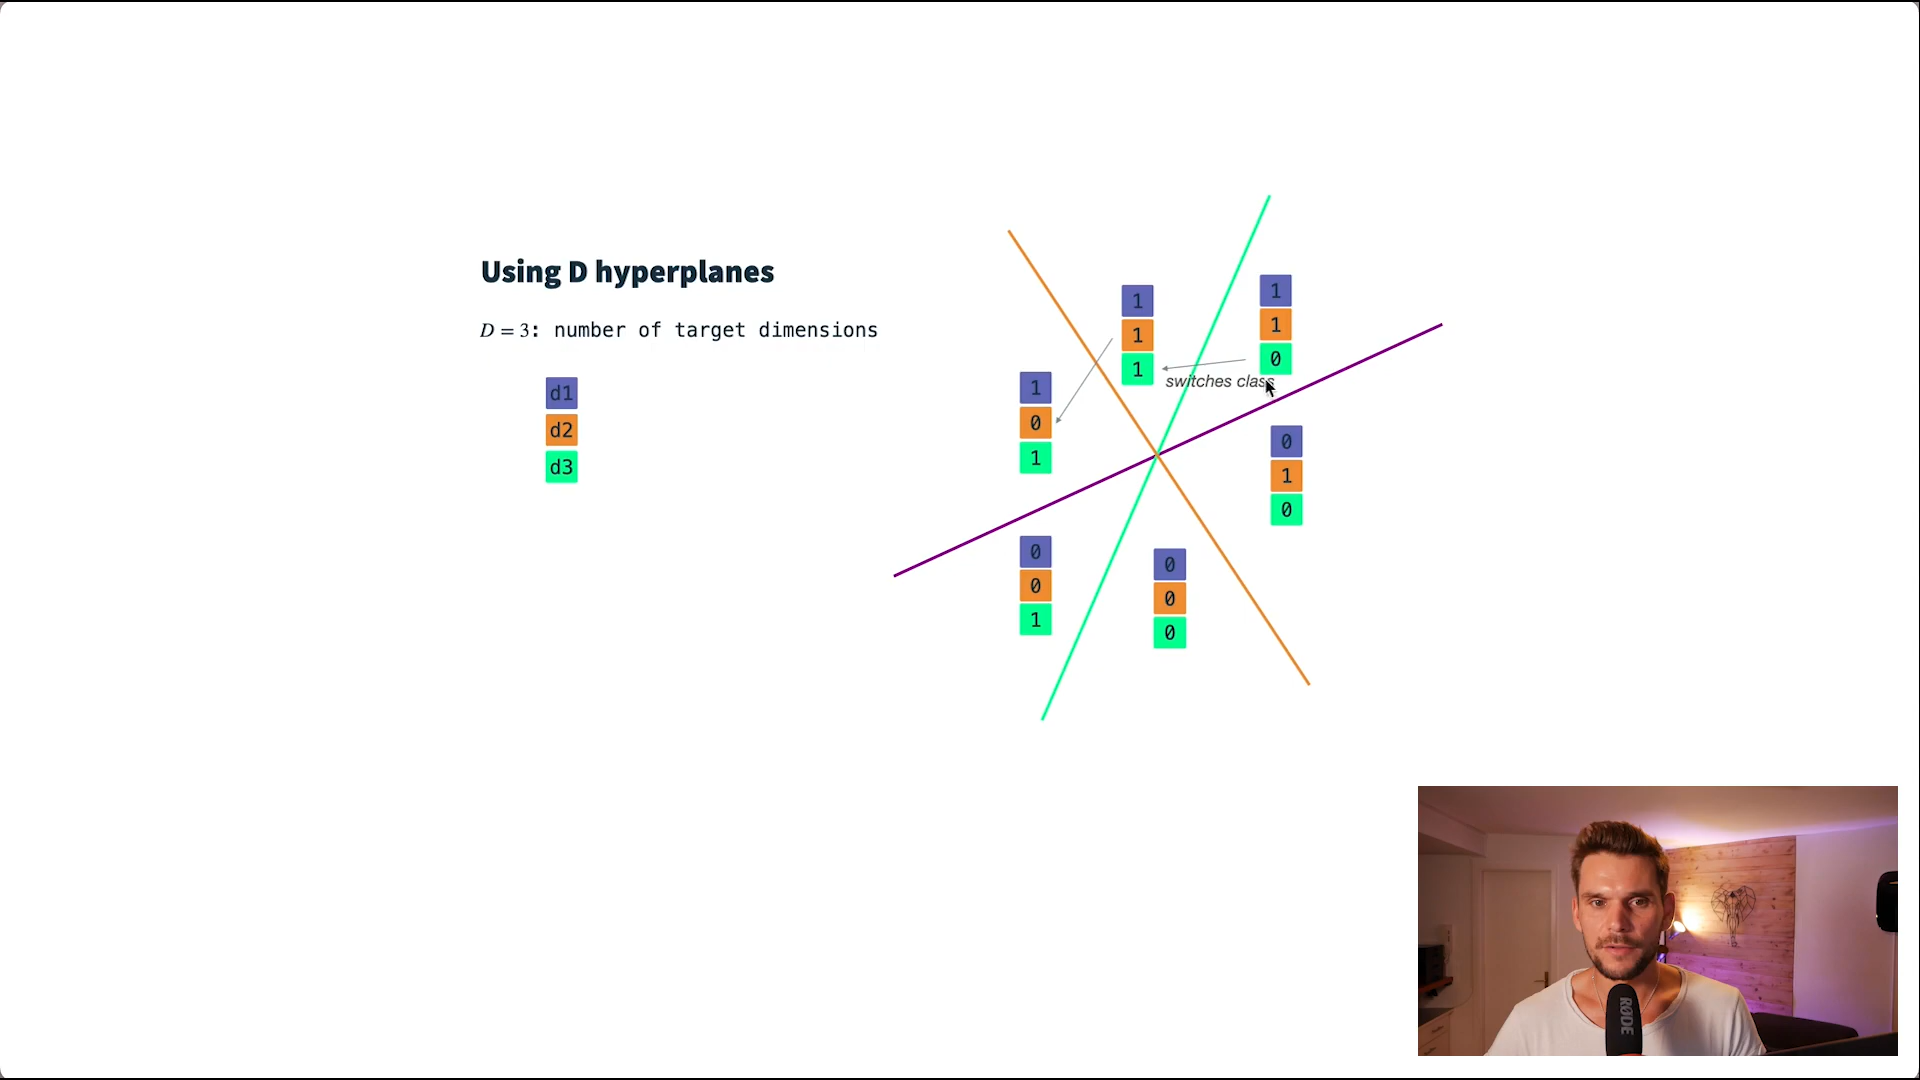 Using D hyperplanes
D = 3: number of target dimensions
d1
d2
d3
1
1
1
1
1
0
switches class
1
0
1
0
1
0
0
0
1
0
0
0
RØDE